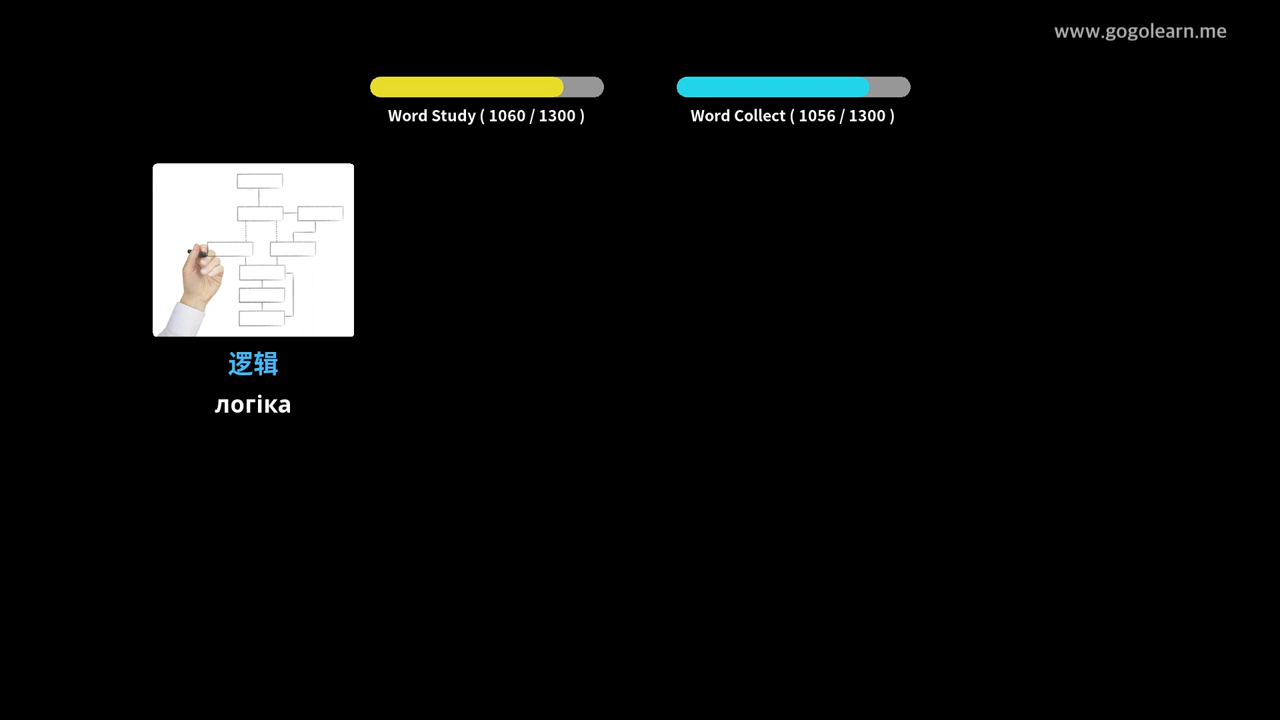 www.gogolearn.me
Word Study ( 1060 / 1300 )
Word Collect ( 1056 / 1300 )
逻辑
логіка